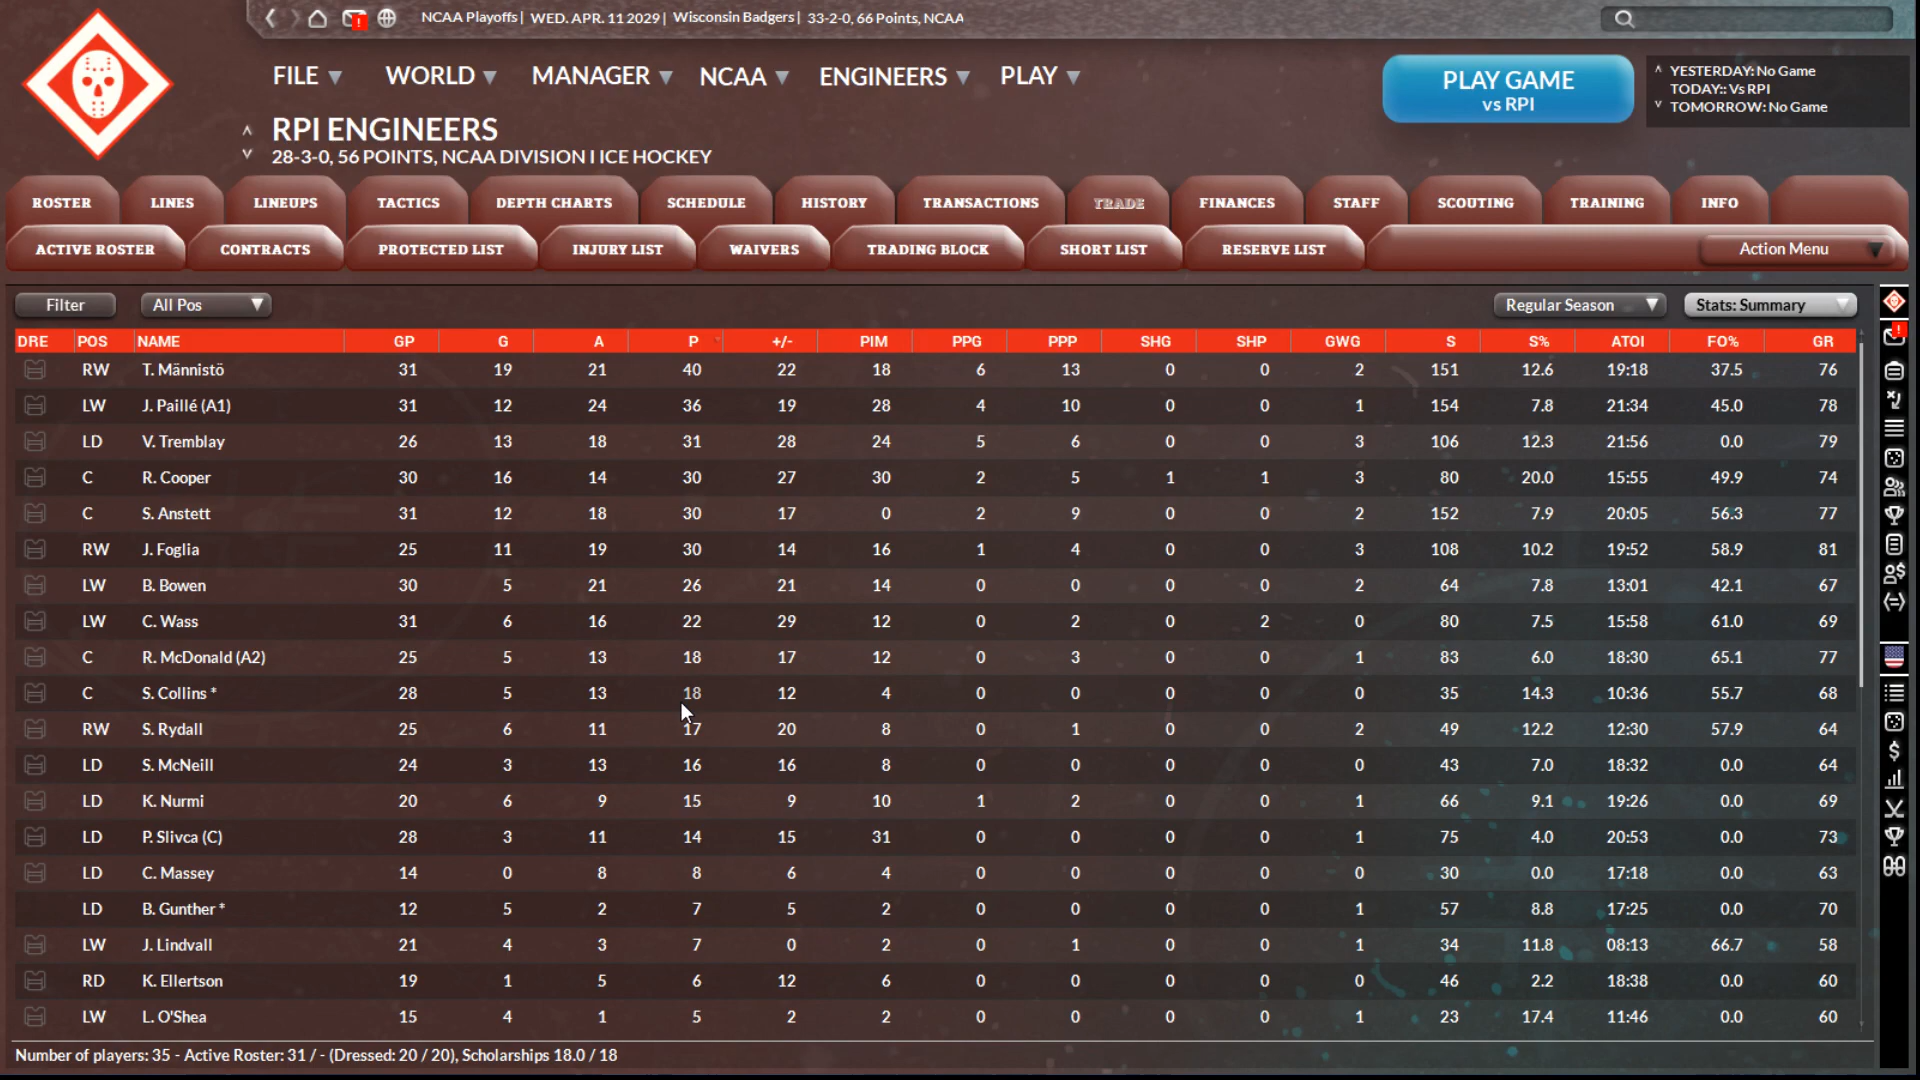 NCAA Playoffs | WED. APR. 11 2029 | Wisconsin Badgers | 33-2-0, 66 Points, NCAA
FILE WORLD MANAGER NCAA ENGINEERS PLAY
PLAY GAME
vs RPI
YESTERDAY: No Game
TODAY:: Vs RPI
TOMORROW: No Game
RPI ENGINEERS
28-3-0, 56 POINTS, NCAA DIVISION I ICE HOCKEY
ROSTER LINES LINEUPS TACTICS DEPTH CHARTS SCHEDULE HISTORY TRANSACTIONS TRADE FINANCES STAFF SCOUTING TRAINING INFO
ACTIVE ROSTER CONTRACTS PROTECTED LIST INJURY LIST WAIVERS TRADING BLOCK SHORT LIST RESERVE LIST Action Menu
Filter All Pos Regular Season Stats: Summary
DRE POS NAME GP G A P +/- PIM PPG PPP SHG SHP GWG S S% ATOI FO% GR
RW T. Männistö 31 19 21 40 22 18 6 13 0 0 2 151 12.6 19:18 37.5 76
LW J. Paillé (A1) 31 12 24 36 19 28 4 10 0 0 1 154 7.8 21:34 45.0 78
LD V. Tremblay 26 13 18 31 28 24 5 6 0 0 3 106 12.3 21:56 0.0 79
C R. Cooper 30 16 14 30 27 30 2 5 1 1 3 80 20.0 15:55 49.9 74
C S. Anstett 31 12 18 30 17 0 2 9 0 0 2 152 7.9 20:05 56.3 77
RW J. Foglia 25 11 19 30 14 16 1 4 0 0 3 108 10.2 19:52 58.9 81
LW B. Bowen 30 5 21 26 21 14 0 0 0 0 2 64 7.8 13:01 42.1 67
LW C. Wass 31 6 16 22 29 12 0 2 0 2 0 80 7.5 15:58 61.0 69
C R. McDonald (A2) 25 5 13 18 17 12 0 3 0 0 1 83 6.0 18:30 65.1 77
C S. Collins * 28 5 13 18 12 4 0 0 0 0 0 35 14.3 10:36 55.7 68
RW S. Rydall 25 6 11 17 20 8 0 1 0 0 2 49 12.2 12:30 57.9 64
LD S. McNeill 24 3 13 16 16 8 0 0 0 0 0 43 7.0 18:32 0.0 64
LD K. Nurmi 20 6 9 15 9 10 1 2 0 0 1 66 9.1 19:26 0.0 69
LD P. Slivca (C) 28 3 11 14 15 31 0 0 0 0 1 75 4.0 20:53 0.0 73
LD C. Massey 14 0 8 8 6 4 0 0 0 0 0 30 0.0 17:18 0.0 63
LD B. Gunther * 12 5 2 7 5 2 0 0 0 0 1 57 8.8 17:25 0.0 70
LW J. Lindvall 21 4 3 7 0 2 0 1 0 0 1 34 11.8 08:13 66.7 58
RD K. Ellertson 19 1 5 6 12 6 0 0 0 0 0 46 2.2 18:38 0.0 60
LW L. O'Shea 15 4 1 5 2 2 0 0 0 0 1 23 17.4 11:46 0.0 60
Number of players: 35 - Active Roster: 31 / - (Dressed: 20 / 20), Scholarships 18.0 / 18